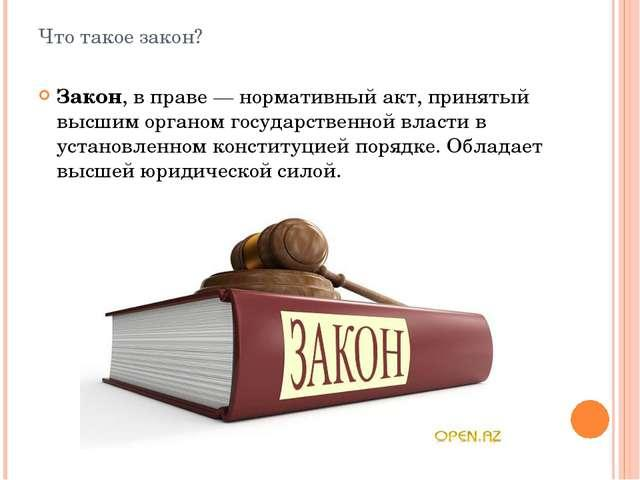 Что такое закон?
Закон, в праве — нормативный акт, принятый
высшим органом государственной власти в
установленном конституцией порядке. Обладает
высшей юридической силой.
ЗАКОН
OPEN.AZ